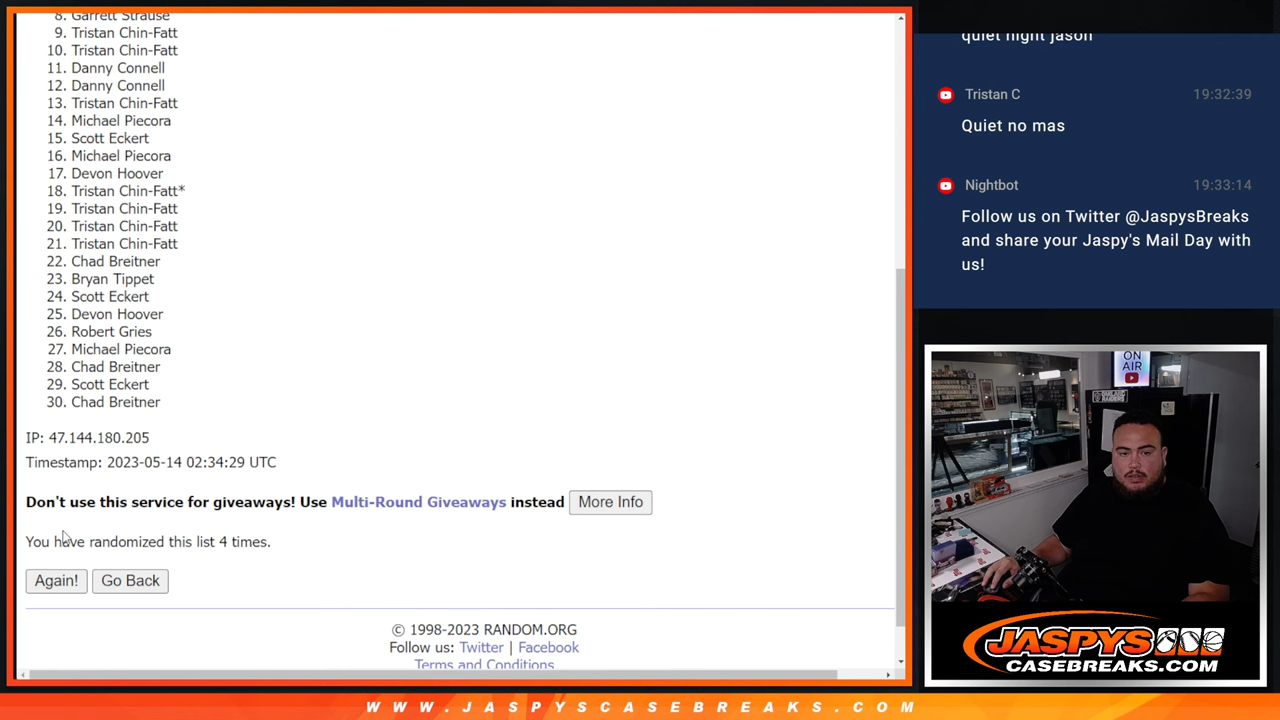 8. Garrett Strause
9. Tristan Chin-Fatt
10. Tristan Chin-Fatt
11. Danny Connell
12. Danny Connell
13. Tristan Chin-Fatt
14. Michael Piecora
15. Scott Eckert
16. Michael Piecora
17. Devon Hoover
18. Tristan Chin-Fatt*
19. Tristan Chin-Fatt
20. Tristan Chin-Fatt
21. Tristan Chin-Fatt
22. Chad Breitner
23. Bryan Tippet
24. Scott Eckert
25. Devon Hoover
26. Robert Gries
27. Michael Piecora
28. Chad Breitner
29. Scott Eckert
30. Chad Breitner
IP: 47.144.180.205
Timestamp: 2023-05-14 02:34:29 UTC
Don't use this service for giveaways! Use Multi-Round Giveaways instead More Info
You have randomized this list 4 times.
Again! Go Back
© 1998-2023 RANDOM.ORG
Follow us: Twitter | Facebook
Terms and Conditions
quiet night jason
Tristan C 19:32:39
Quiet no mas
Nightbot 19:33:14
Follow us on Twitter @JaspysBreaks
and share your Jaspy's Mail Day with
us!
ON
AIR
JASPYS
CASEBREAKS.COM
WWW.JASPYSCASEBREAKS.COM